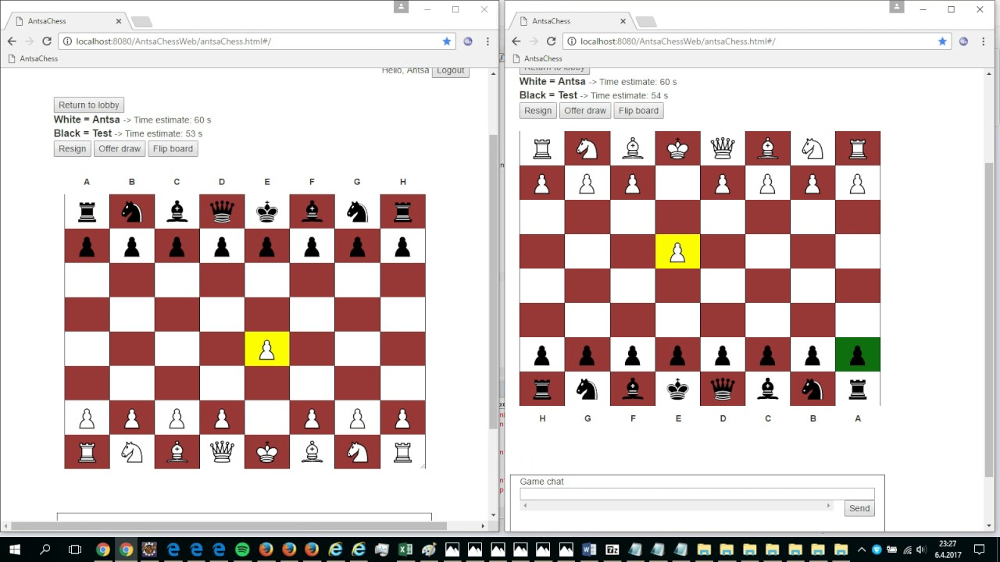 AntsaChess
localhost:8080/AntsaChessWeb/antsaChess.html#/
AntsaChess
Hello, Antsa Logout
Return to lobby
White = Antsa -> Time estimate: 60 s
Black = Test -> Time estimate: 53 s
Resign Offer draw Flip board
A B C D E F G H
AntsaChess
localhost:8080/AntsaChessWeb/antsaChess.html#/
AntsaChess
Return to lobby
White = Antsa -> Time estimate: 60 s
Black = Test -> Time estimate: 54 s
Resign Offer draw Flip board
H G F E D C B A
Game chat
Send
23:27
6.4.2017